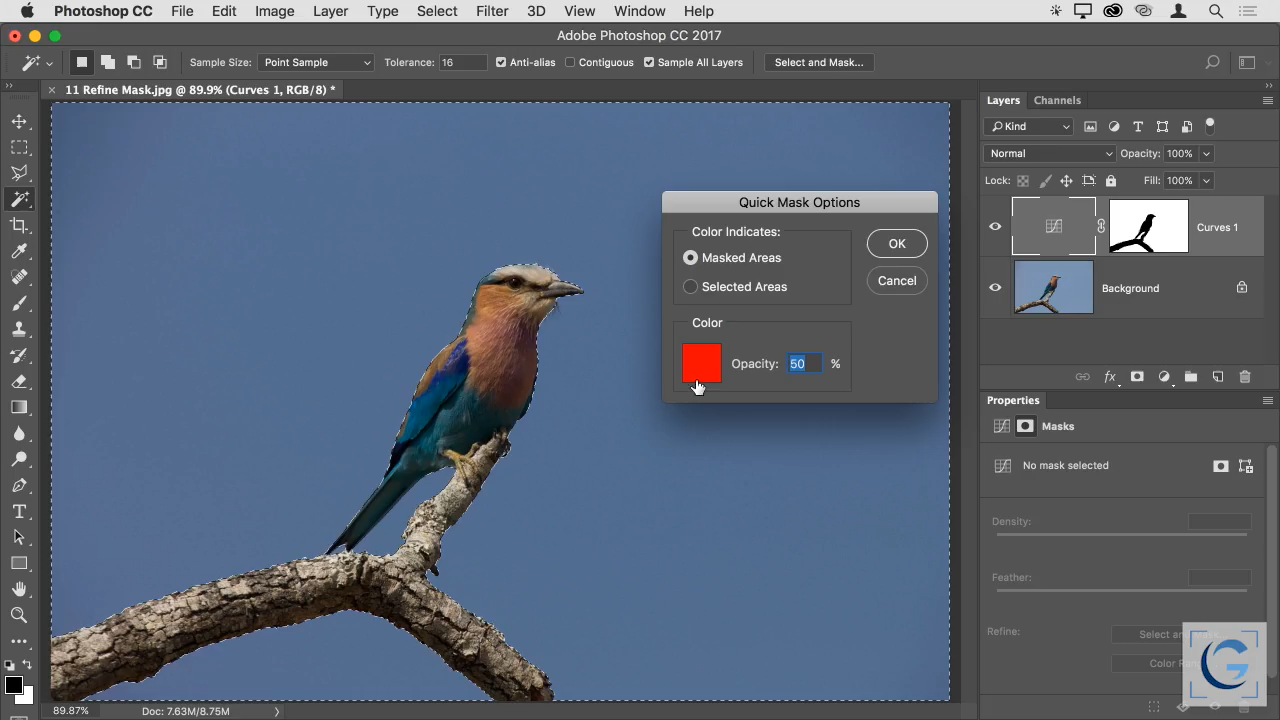 Photoshop CC File Edit Image Layer Type Select Filter 3D View Window Help
Adobe Photoshop CC 2017
Sample Size: Point Sample Tolerance: 16 Anti-alias Contiguous Sample All Layers Select and Mask...
11 Refine Mask.jpg @ 89.9% (Curves 1, RGB/8) *
Layers Channels
Kind
Normal Opacity: 100%
Lock: Fill: 100%
Curves 1
Background
fx
Quick Mask Options
Color Indicates:
Masked Areas
Selected Areas
OK
Cancel
Color
Opacity: 50 %
Properties
Masks
No mask selected
Density:
Feather:
Refine:
Select and
Color
89.87% Doc: 7.63M/8.75M